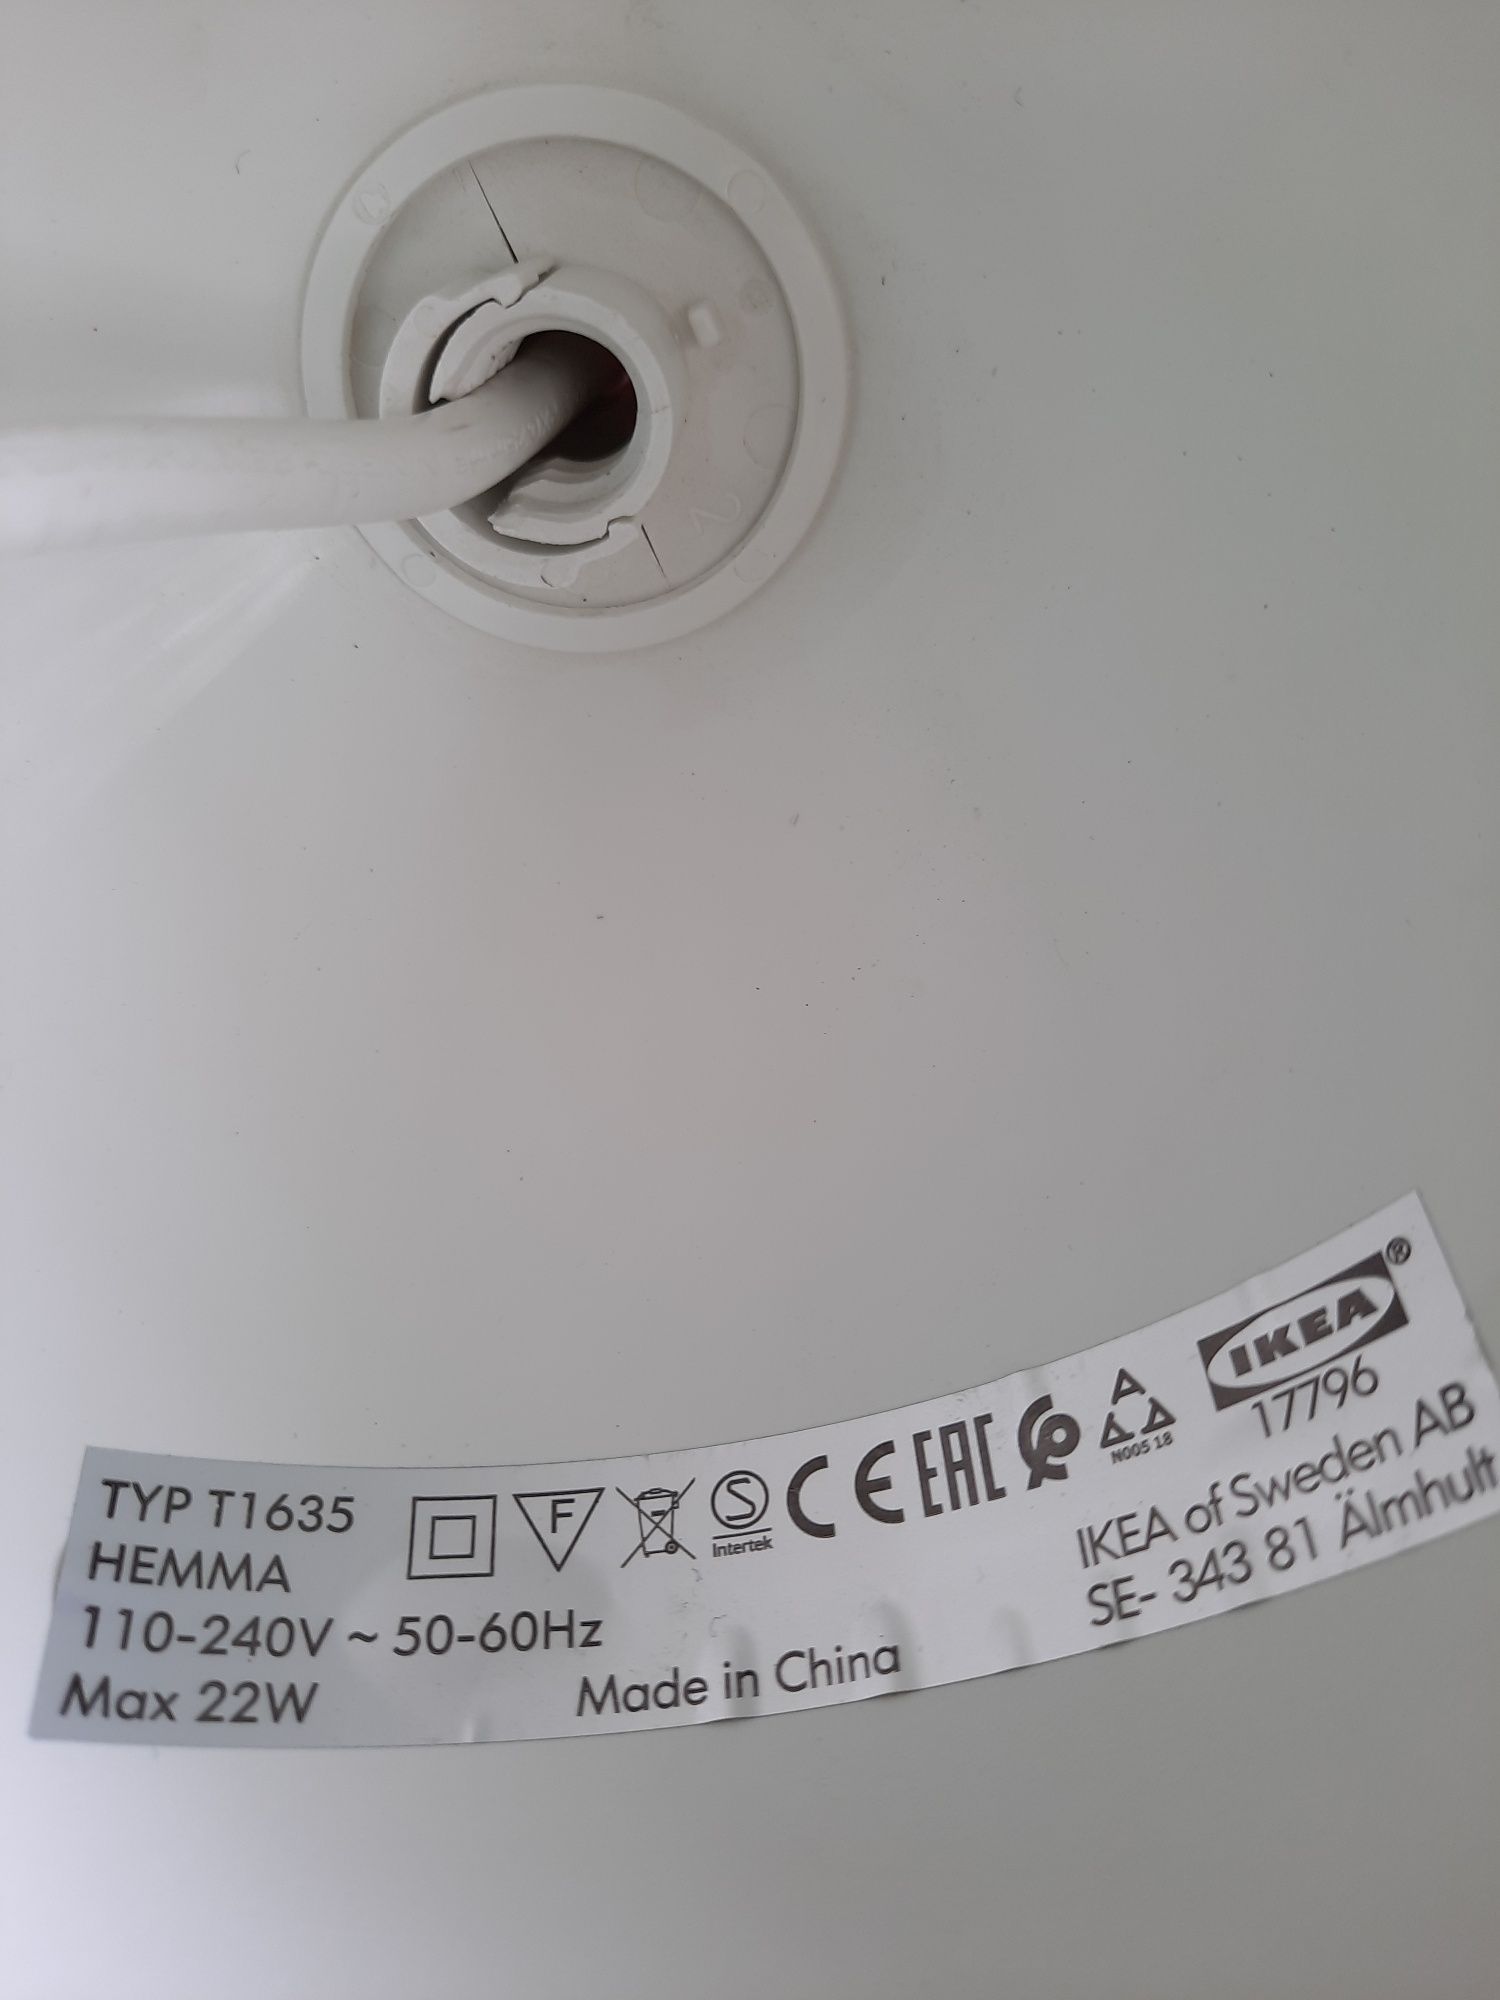 TYP T1635
HEMMA
110-240V ~ 50-60Hz
Max 22W
F
S
Intertek
CE
EAC
N005 18
Made in China
IKEA®
17796
IKEA of Sweden AB
SE- 343 81 Älmhult